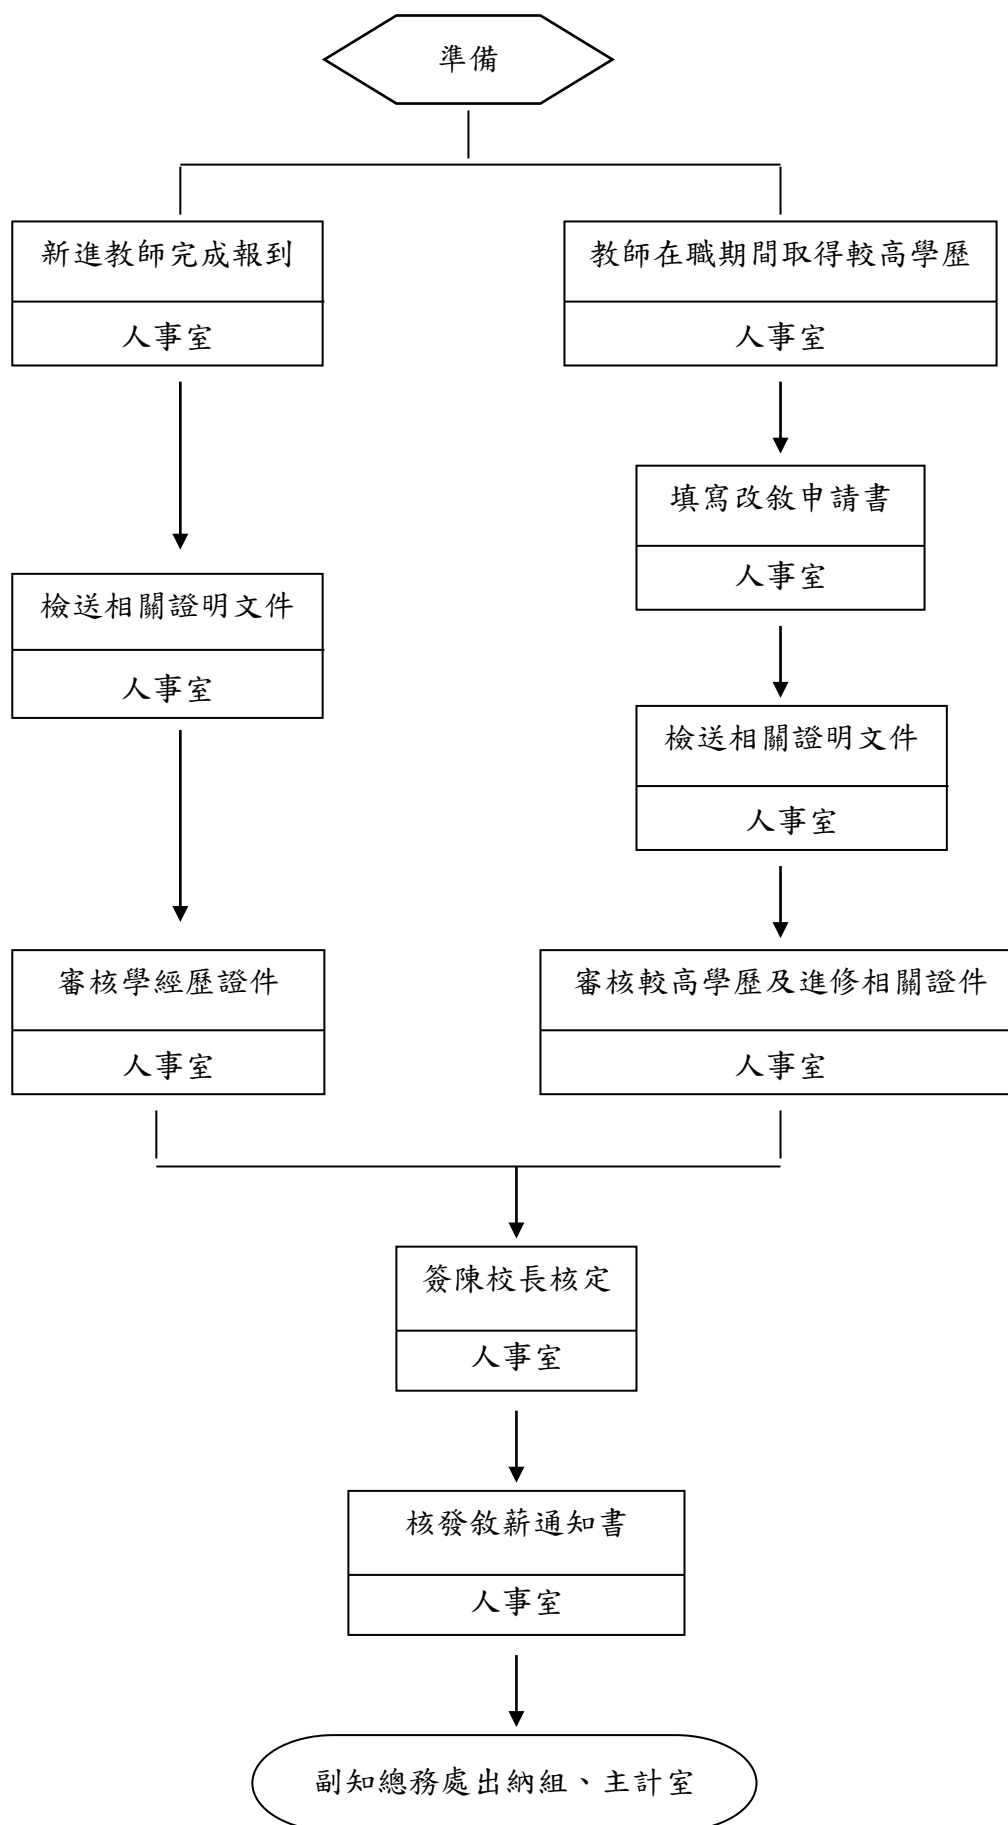 準備
新進教師完成報到
人事室
教師在職期間取得較高學歷
人事室
填寫改敘申請書
人事室
檢送相關證明文件
人事室
檢送相關證明文件
人事室
審核學經歷證件
人事室
審核較高學歷及進修相關證件
人事室
簽陳校長核定
人事室
核發敘薪通知書
人事室
副知總務處出納組、主計室